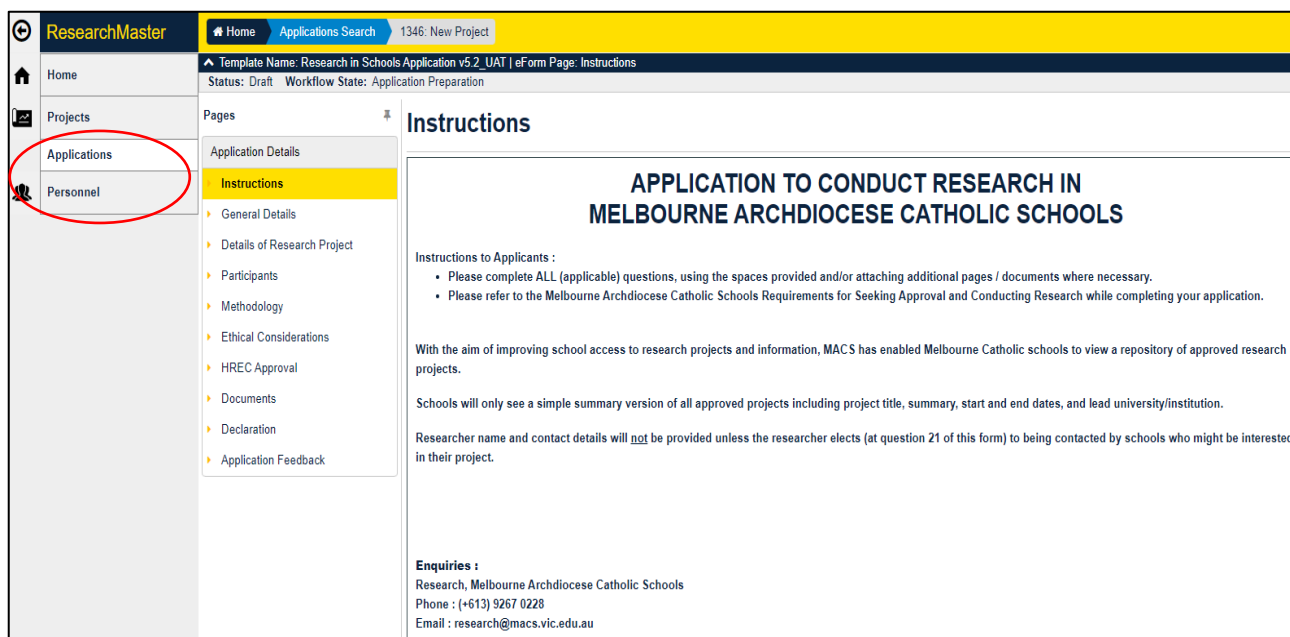 ResearchMaster
Home
Projects
Applications
Personnel
Home
Applications Search
1346: New Project
Template Name: Research in Schools Application v5.2_UAT | eForm Page: Instructions
Status: Draft Workflow State: Application Preparation
Pages
Application Details
Instructions
General Details
Details of Research Project
Participants
Methodology
Ethical Considerations
HREC Approval
Documents
Declaration
Application Feedback
Instructions
APPLICATION TO CONDUCT RESEARCH IN
MELBOURNE ARCHDIOCESE CATHOLIC SCHOOLS
Instructions to Applicants :
• Please complete ALL (applicable) questions, using the spaces provided and/or attaching additional pages / documents where necessary.
• Please refer to the Melbourne Archdiocese Catholic Schools Requirements for Seeking Approval and Conducting Research while completing your application.
With the aim of improving school access to research projects and information, MACS has enabled Melbourne Catholic schools to view a repository of approved research
projects.
Schools will only see a simple summary version of all approved projects including project title, summary, start and end dates, and lead university/institution.
Researcher name and contact details will not be provided unless the researcher elects (at question 21 of this form) to being contacted by schools who might be interested
in their project.
Enquiries :
Research, Melbourne Archdiocese Catholic Schools
Phone : (+613) 9267 0228
Email : research@macs.vic.edu.au